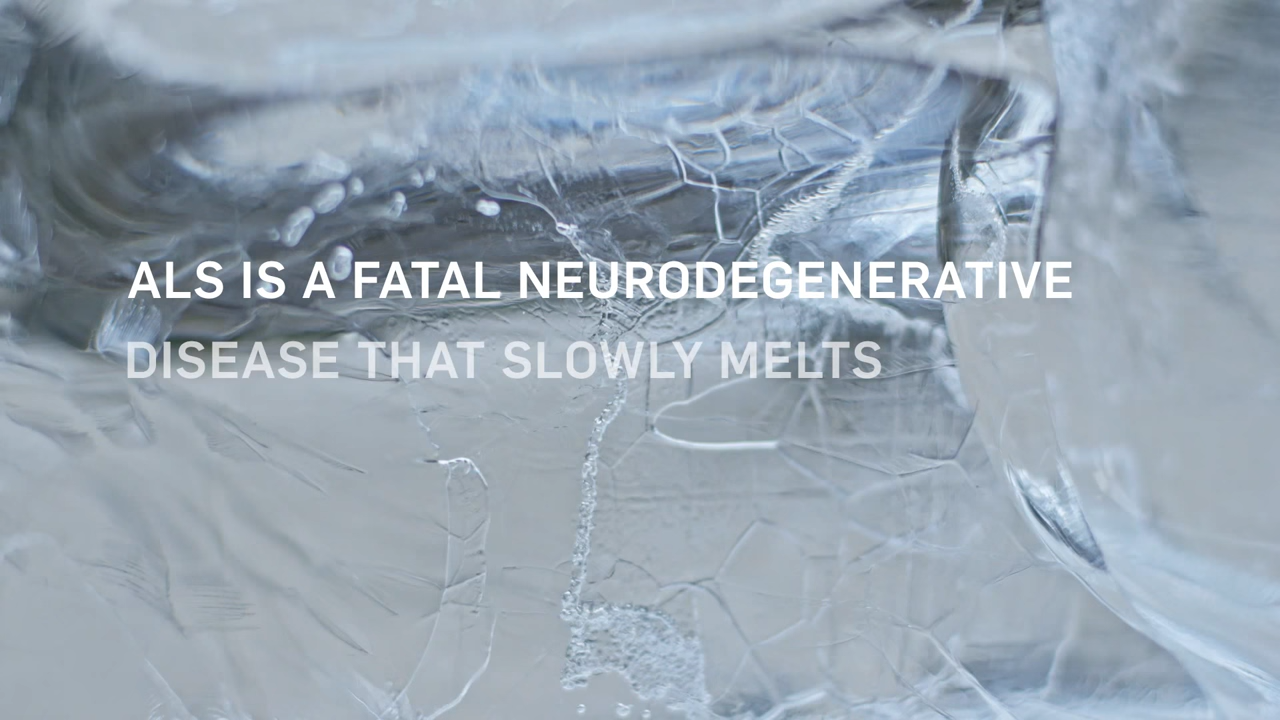 ALS IS A FATAL NEURODEGENERATIVE
DISEASE THAT SLOWLY MELTS